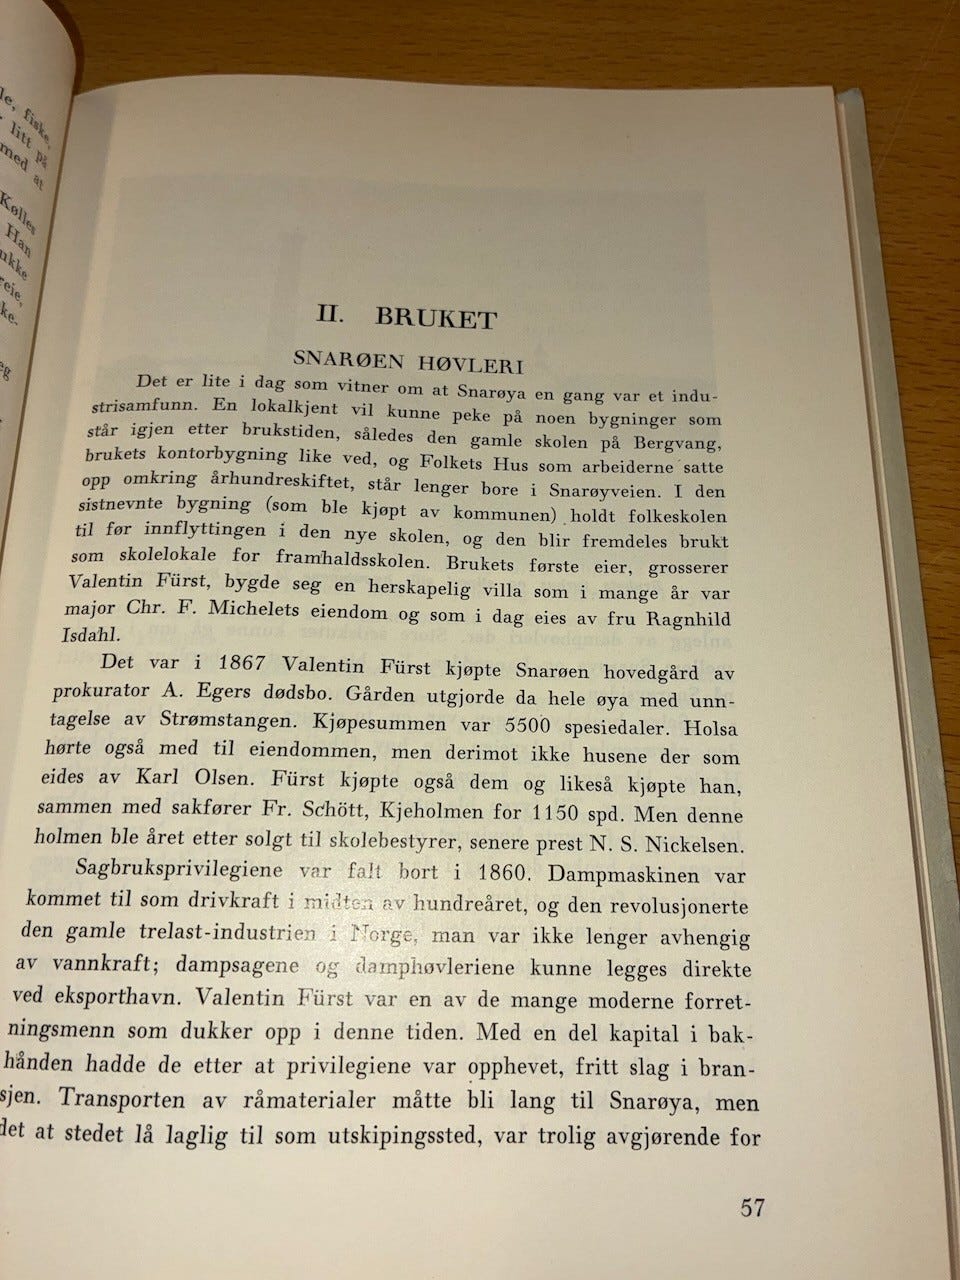 le, fiske,
litt på
med at
Kølles
Han
ukke
reie,
ke.
eg
II. BRUKET
SNARØEN HØVLERI
Det er lite i dag som vitner om at Snarøya en gang var et indu-
strisamfunn. En lokalkjent vil kunne peke på noen bygninger som
står igjen etter brukstiden, således den gamle skolen på Bergvang,
brukets kontorbygning like ved, og Folkets Hus som arbeiderne satte
opp omkring århundreskiftet, står lenger bore i Snarøyveien. I den
sistnevnte bygning (som ble kjøpt av kommunen) holdt folkeskolen
til før innflyttingen i den nye skolen, og den blir fremdeles brukt
som skolelokale for framhaldsskolen. Brukets første eier, grosserer
Valentin Fürst, bygde seg en herskapelig villa som i mange år var
major Chr. F. Michelets eiendom og som i dag eies av fru Ragnhild
Isdahl.
Det var i 1867 Valentin Fürst kjøpte Snarøen hovedgård av
prokurator A. Egers dødsbo. Gården utgjorde da hele øya med unn-
tagelse av Strømstangen. Kjøpesummen var 5500 spesiedaler. Holsa
hørte også med til eiendommen, men derimot ikke husene der som
eides av Karl Olsen. Fürst kjøpte også dem og likeså kjøpte han,
sammen med sakfører Fr. Schött, Kjeholmen for 1150 spd. Men denne
holmen ble året etter solgt til skolebestyrer, senere prest N. S. Nickelsen.
Sagbruksprivilegiene var falt bort i 1860. Dampmaskinen var
kommet til som drivkraft i midten av hundreåret, og den revolusjonerte
den gamle trelast-industrien i Norge, man var ikke lenger avhengig
av vannkraft; dampsagene og damphøvleriene kunne legges direkte
ved eksporthavn. Valentin Fürst var en av de mange moderne forret-
ningsmenn som dukker opp i denne tiden. Med en del kapital i bak-
hånden hadde de etter at privilegiene var opphevet, fritt slag i bran-
sjen. Transporten av råmaterialer måtte bli lang til Snarøya, men
det at stedet lå laglig til som utskipingssted, var trolig avgjørende for
57